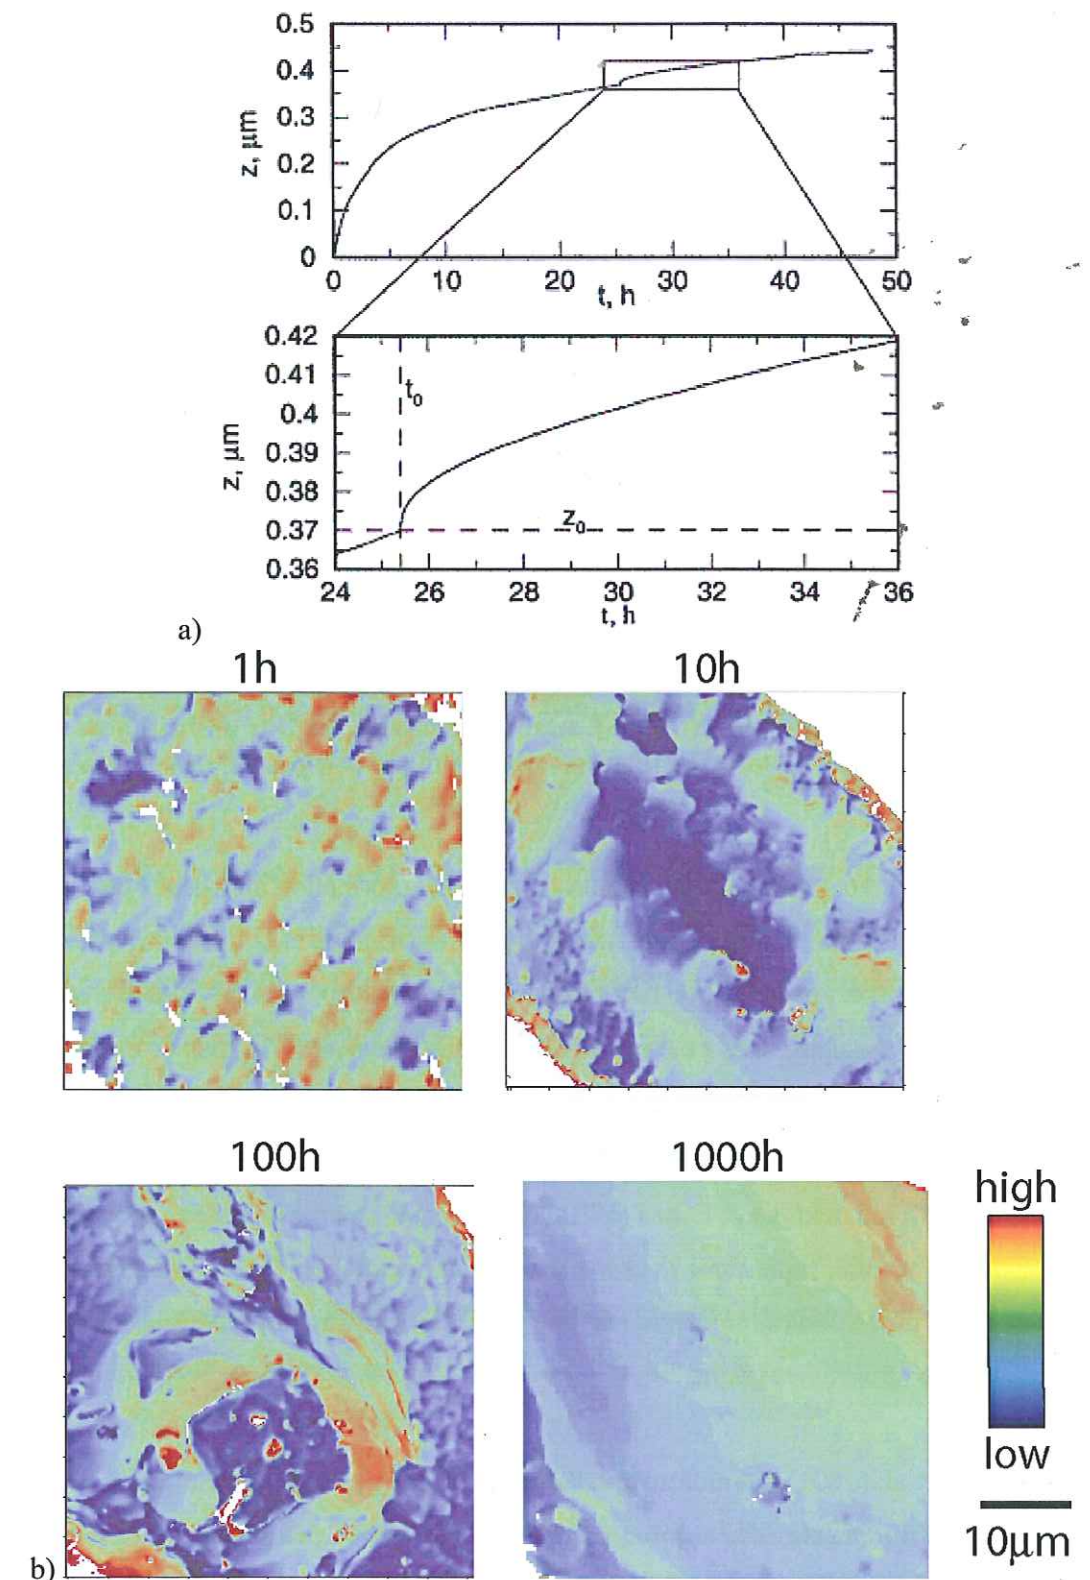 0.5
0.4
0.3
0.2
0.1
0
z, μm
0 10 20 30 40 50
t, h
0.42
0.41
0.4
0.39
0.38
0.37
0.36
z, μm
t0
z0
24 26 28 30 32 34 36
t, h
a)
1h 10h
100h 1000h
high
low
10μm
b)